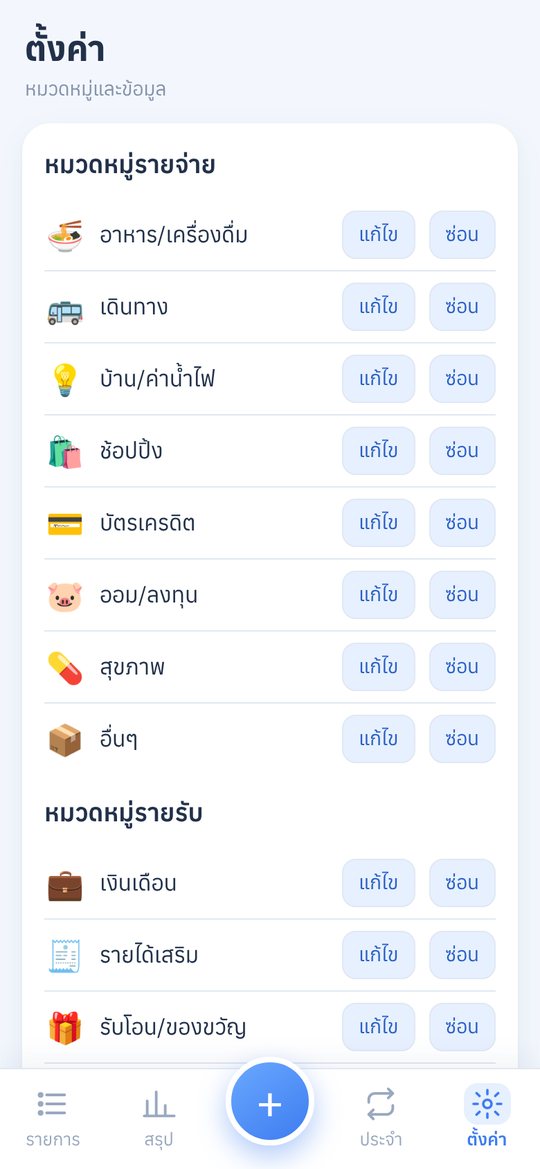 ตั้งค่า
หมวดหมู่และข้อมูล
หมวดหมู่รายจ่าย
อาหาร/เครื่องดื่ม แก้ไข ซ่อน
เดินทาง แก้ไข ซ่อน
บ้าน/ค่าน้ำไฟ แก้ไข ซ่อน
ช้อปปิ้ง แก้ไข ซ่อน
บัตรเครดิต แก้ไข ซ่อน
ออม/ลงทุน แก้ไข ซ่อน
สุขภาพ แก้ไข ซ่อน
อื่นๆ แก้ไข ซ่อน
หมวดหมู่รายรับ
เงินเดือน แก้ไข ซ่อน
รายได้เสริม แก้ไข ซ่อน
รับโอน/ของขวัญ แก้ไข ซ่อน
รายการ สรุป + ประจำ ตั้งค่า